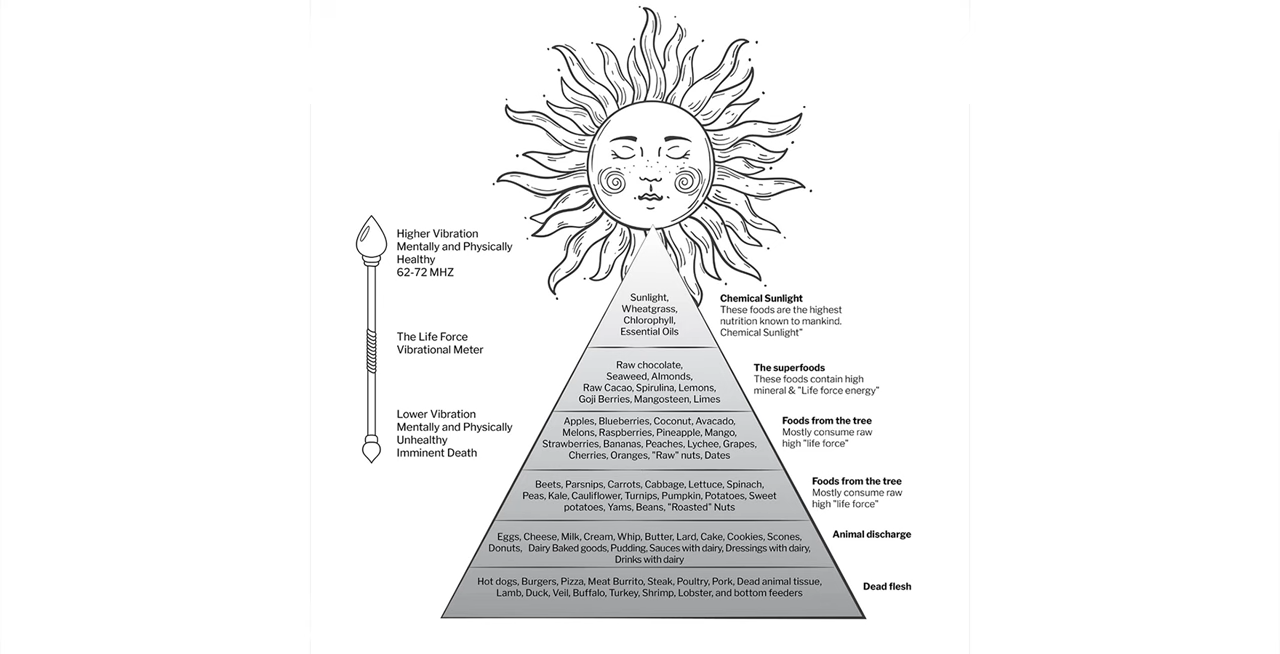 Higher Vibration
Mentally and Physically
Healthy
62-72 MHZ
The Life Force
Vibrational Meter
Lower Vibration
Mentally and Physically
Unhealthy
Imminent Death
Sunlight,
Wheatgrass,
Chlorophyll,
Essential Oils
Chemical Sunlight
These foods are the highest
nutrition known to mankind.
Chemical Sunlight"
Raw chocolate,
Seaweed, Almonds,
Raw Cacao, Spirulina, Lemons,
Goji Berries, Mangosteen, Limes
The superfoods
These foods contain high
mineral & "Life force energy"
Apples, Blueberries, Coconut, Avacado,
Melons, Raspberries, Pineapple, Mango,
Strawberries, Bananas, Peaches, Lychee, Grapes,
Cherries, Oranges, "Raw" nuts, Dates
Foods from the tree
Mostly consume raw
high "life force"
Beets, Parsnips, Carrots, Cabbage, Lettuce, Spinach,
Peas, Kale, Cauliflower, Turnips, Pumpkin, Potatoes, Sweet
potatoes, Yams, Beans, "Roasted" Nuts
Foods from the tree
Mostly consume raw
high "life force"
Eggs, Cheese, Milk, Cream, Whip, Butter, Lard, Cake, Cookies, Scones,
Donuts, Dairy Baked goods, Pudding, Sauces with dairy, Dressings with dairy,
Drinks with dairy
Animal discharge
Hot dogs, Burgers, Pizza, Meat Burrito, Steak, Poultry, Pork, Dead animal tissue,
Lamb, Duck, Veil, Buffalo, Turkey, Shrimp, Lobster, and bottom feeders
Dead flesh